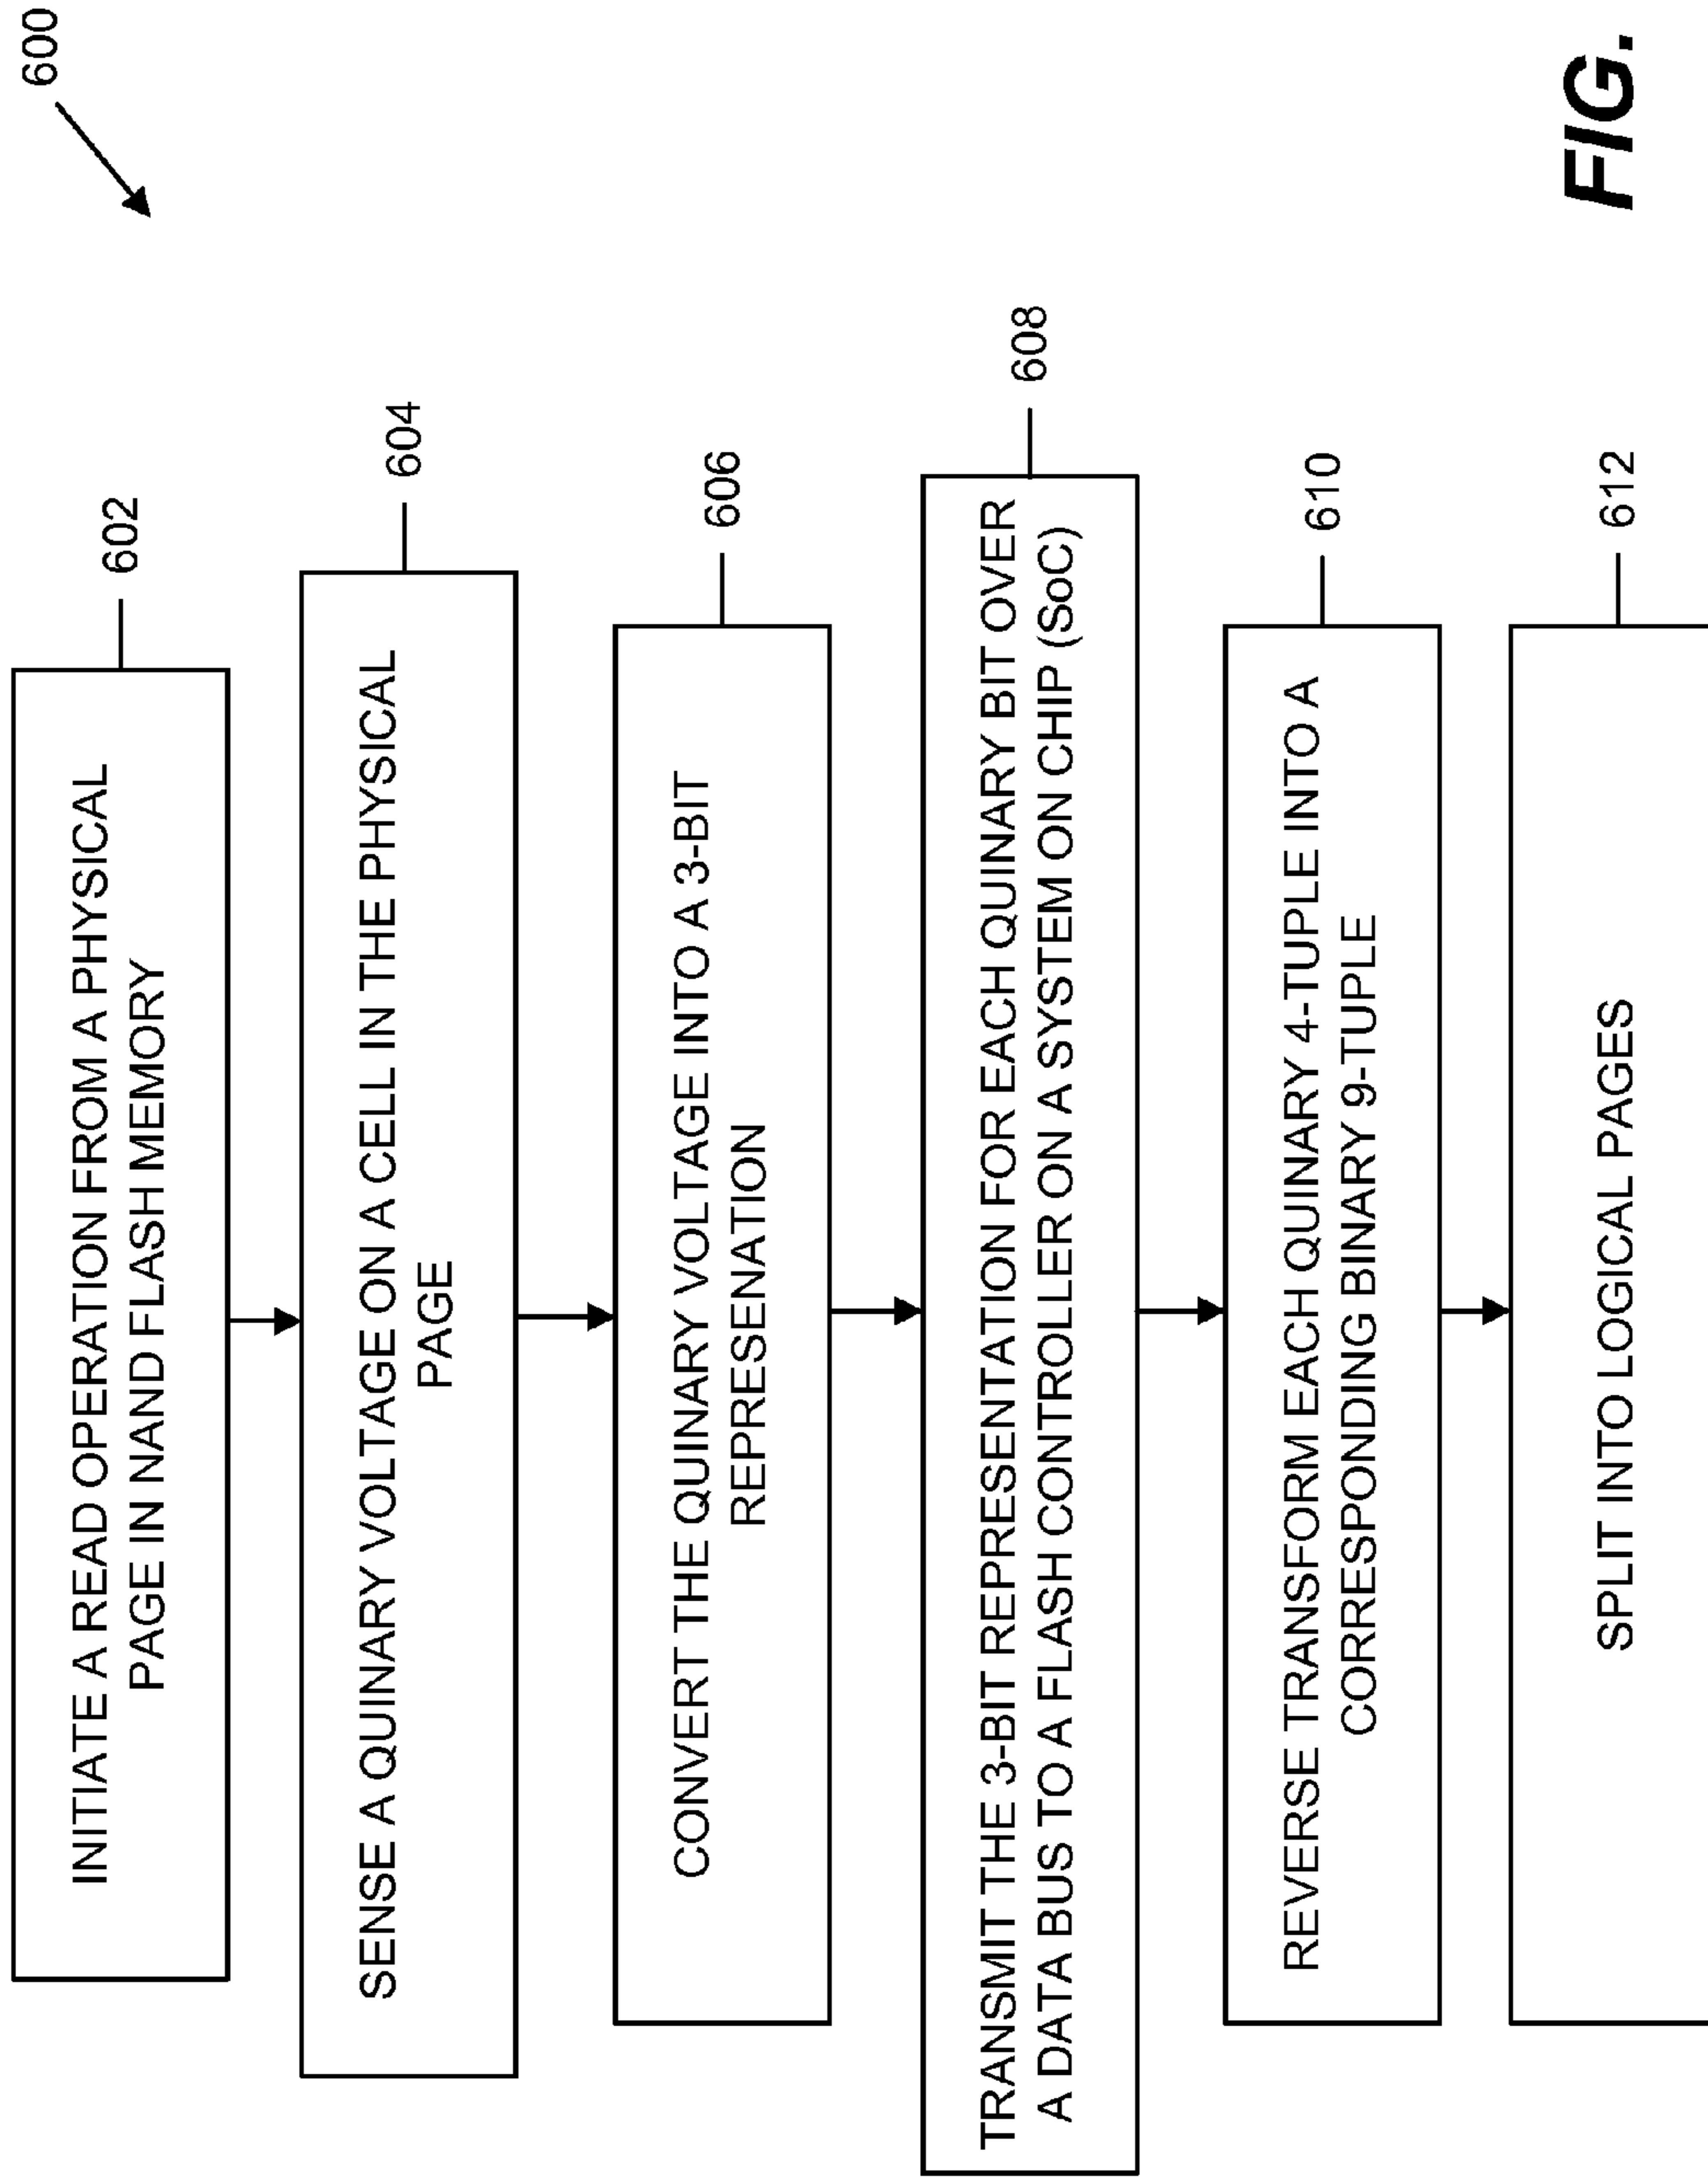 600
INITIATE A READ OPERATION FROM A PHYSICAL
PAGE IN NAND FLASH MEMORY
602
SENSE A QUINARY VOLTAGE ON A CELL IN THE PHYSICAL
PAGE
604
CONVERT THE QUINARY VOLTAGE INTO A 3-BIT
REPRESENATION
606
TRANSMIT THE 3-BIT REPRESENTATION FOR EACH QUINARY BIT OVER
A DATA BUS TO A FLASH CONTROLLER ON A SYSTEM ON CHIP (SoC)
608
REVERSE TRANSFORM EACH QUINARY 4-TUPLE INTO A
CORRESPONDING BINARY 9-TUPLE
610
SPLIT INTO LOGICAL PAGES
612
FIG.